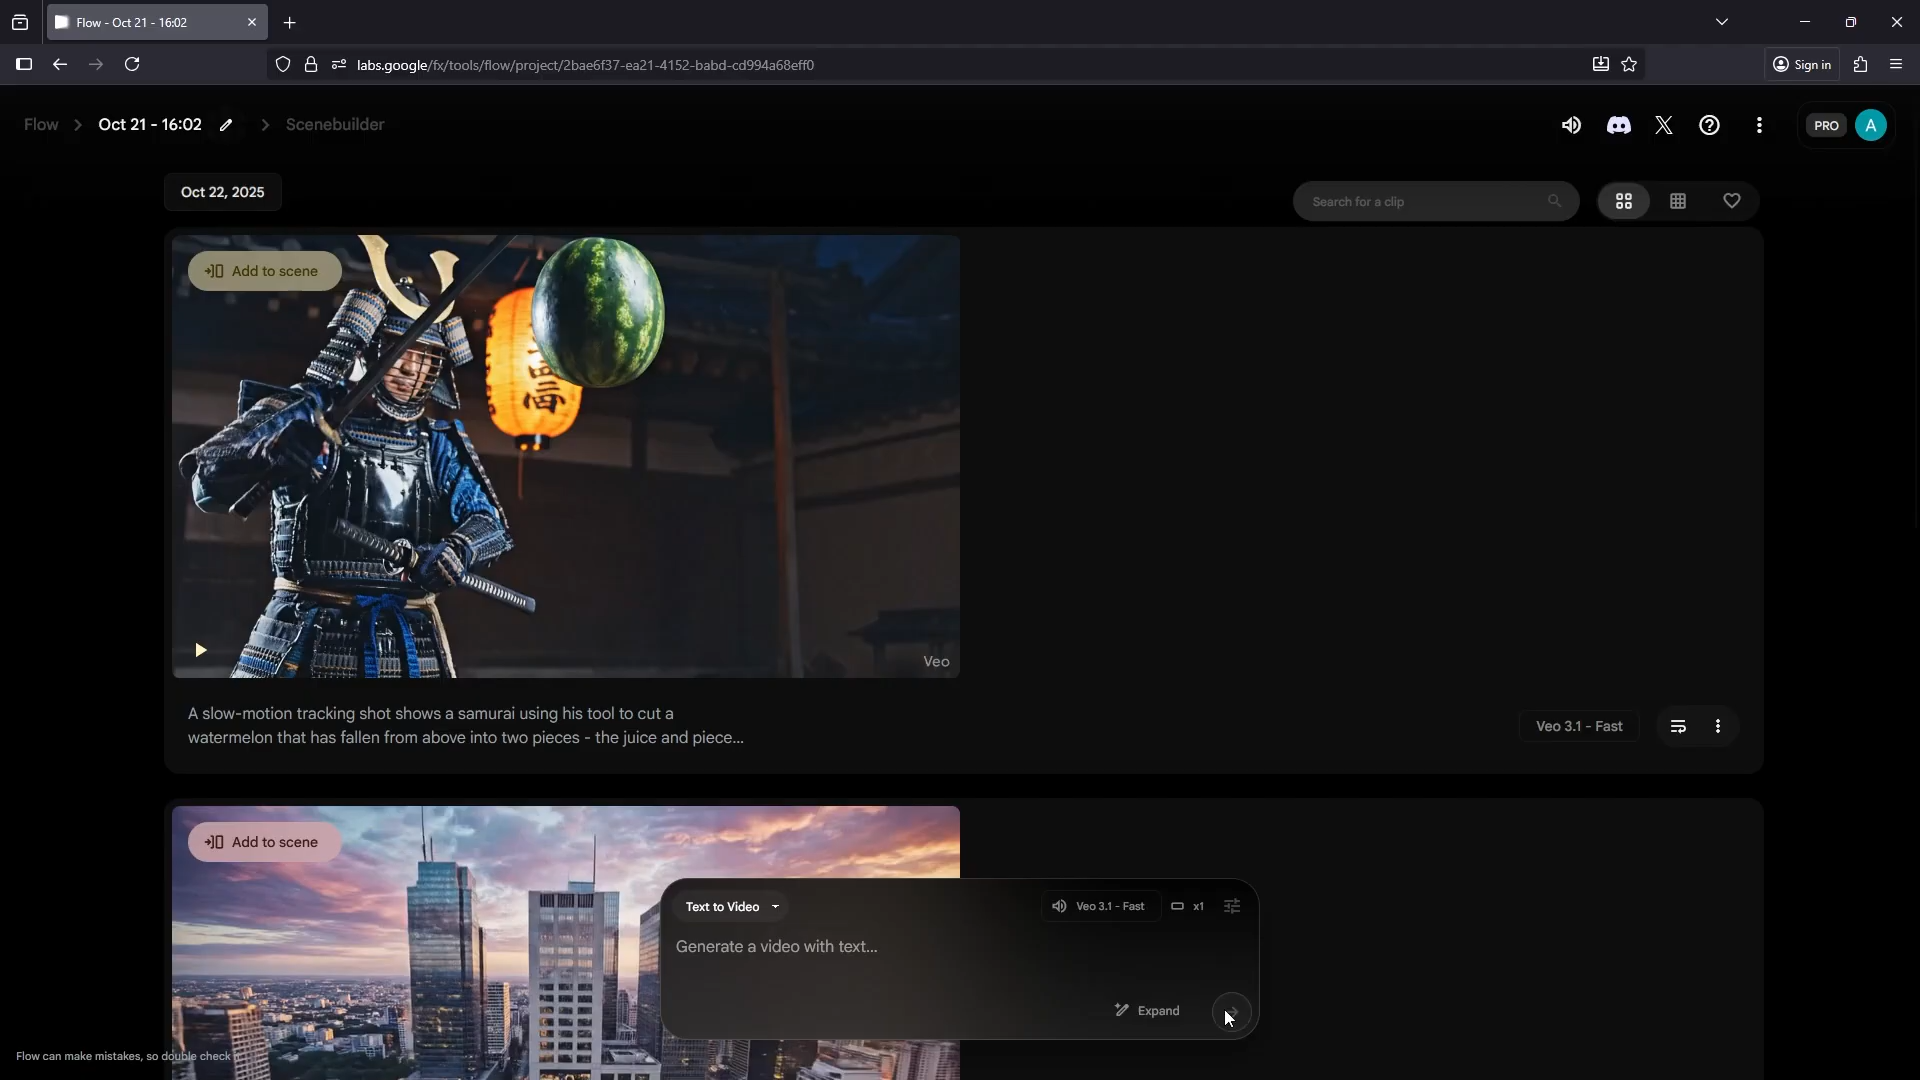 Flow - Oct 21 - 16:02
labs.google/fx/tools/flow/project/2bae6f37-ea21-4152-babd-cd994a68eff0
Sign in
Flow > Oct 21 - 16:02 > Scenebuilder
PRO A
Oct 22, 2025
Search for a clip
Add to scene
Veo
A slow-motion tracking shot shows a samurai using his tool to cut a
watermelon that has fallen from above into two pieces - the juice and piece...
Veo 3.1 - Fast
Add to scene
Text to Video
Veo 3.1 - Fast
x1
Generate a video with text...
Expand
Flow can make mistakes, so double check